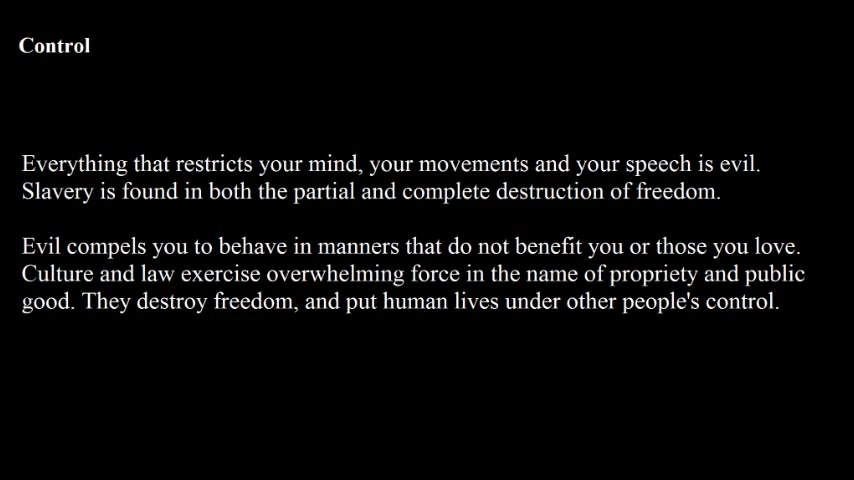 Control
Everything that restricts your mind, your movements and your speech is evil.
Slavery is found in both the partial and complete destruction of freedom.
Evil compels you to behave in manners that do not benefit you or those you love.
Culture and law exercise overwhelming force in the name of propriety and public
good. They destroy freedom, and put human lives under other people's control.